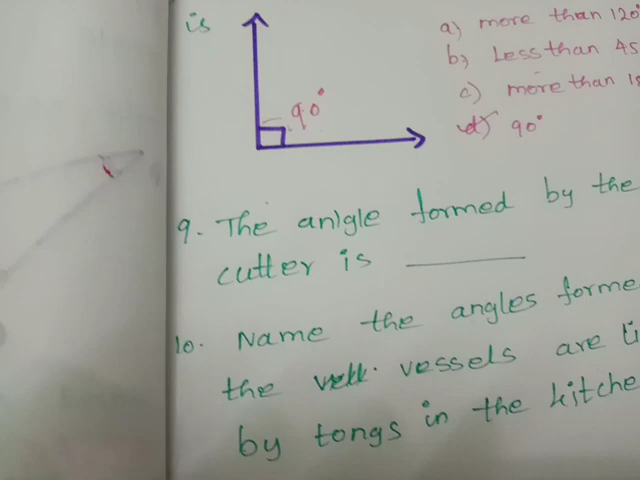 is
90°
a) more than 120°
b) Less than 45
c) more than
d) 90°
9. The angle formed by the
cutter is
10. Name the angles forme
the vell. vessels are
by tongs in the kitche